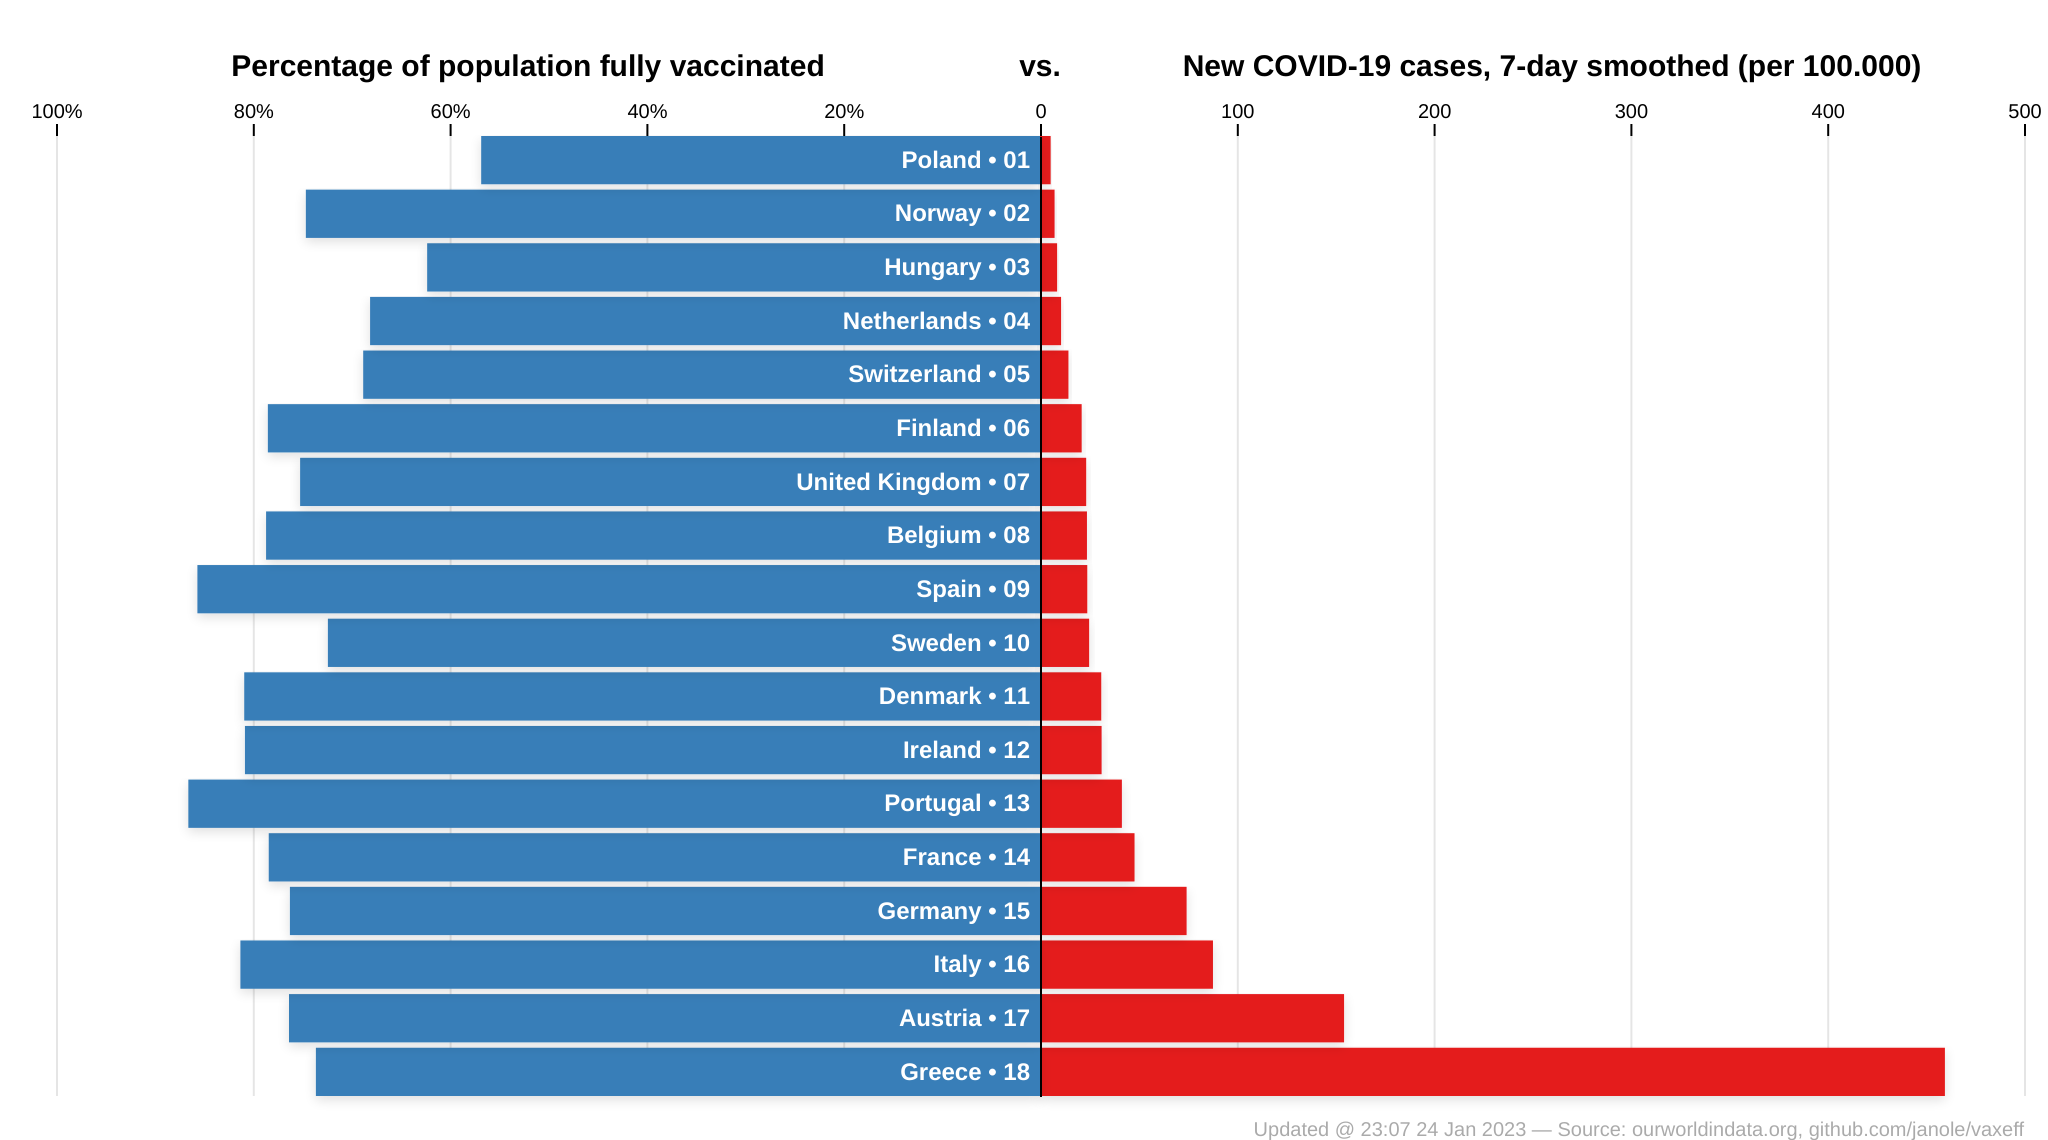 Percentage of population fully vaccinated vs. New COVID-19 cases, 7-day smoothed (per 100.000)
100% 80% 60% 40% 20% 0 100 200 300 400 500
Poland • 01
Norway • 02
Hungary • 03
Netherlands • 04
Switzerland • 05
Finland • 06
United Kingdom • 07
Belgium • 08
Spain • 09
Sweden • 10
Denmark • 11
Ireland • 12
Portugal • 13
France • 14
Germany • 15
Italy • 16
Austria • 17
Greece • 18
Updated @ 23:07 24 Jan 2023 — Source: ourworldindata.org, github.com/janole/vaxeff